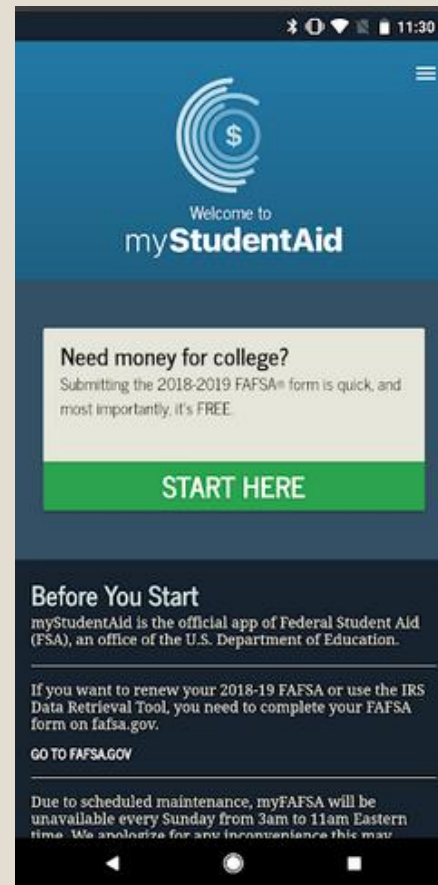 11:30
$
Welcome to
myStudentAid
Need money for college?
Submitting the 2018-2019 FAFSA® form is quick, and
most importantly, it's FREE.
START HERE
Before You Start
myStudentAid is the official app of Federal Student Aid
(FSA), an office of the U.S. Department of Education.
If you want to renew your 2018-19 FAFSA or use the IRS
Data Retrieval Tool, you need to complete your FAFSA
form on fafsa.gov.
GO TO FAFSA.GOV
Due to scheduled maintenance, myFAFSA will be
unavailable every Sunday from 3am to 11am Eastern
time. We apologize for any inconvenience this may